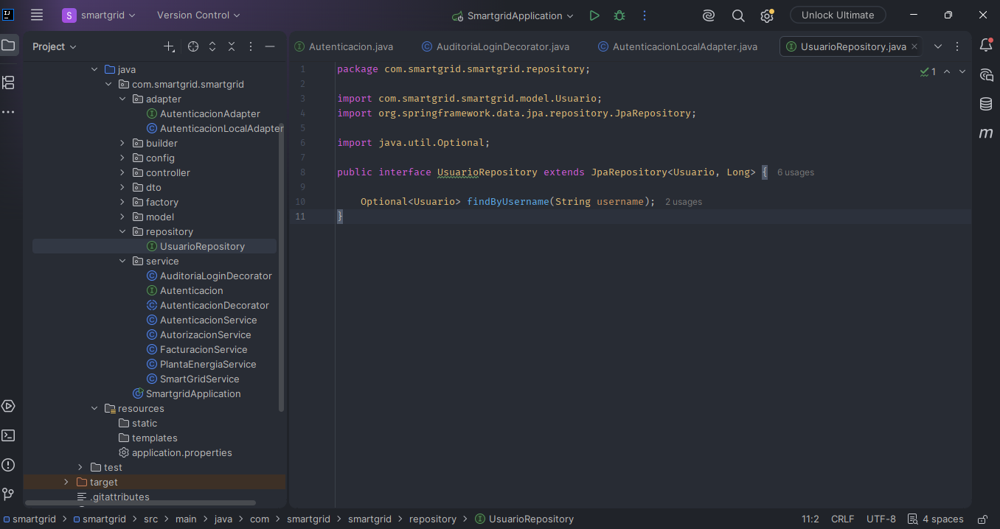 S smartgrid Version Control SmartgridApplication Unlock Ultimate
Project
Autenticacion.java AuditoriaLoginDecorator.java AutenticacionLocalAdapter.java UsuarioRepository.java
java
com.smartgrid.smartgrid
adapter
AutenticacionAdapter
AutenticacionLocalAdapter
builder
config
controller
dto
factory
model
repository
UsuarioRepository
service
AuditoriaLoginDecorator
Autenticacion
AutenticacionDecorator
AutenticacionService
AutorizacionService
FacturacionService
PlantaEnergiaService
SmartGridService
SmartgridApplication
resources
static
templates
application.properties
test
target
.gitattributes
1 package com.smartgrid.smartgrid.repository;
1
2
3 import com.smartgrid.smartgrid.model.Usuario;
4 import org.springframework.data.jpa.repository.JpaRepository;
5
6 import java.util.Optional;
7
8 public interface UsuarioRepository extends JpaRepository<Usuario, Long> { 6 usages
9
10 Optional<Usuario> findByUsername(String username); 2 usages
11 }
m
smartgrid > smartgrid > src > main > java > com > smartgrid > smartgrid > repository > UsuarioRepository 11:2 CRLF UTF-8 4 spaces